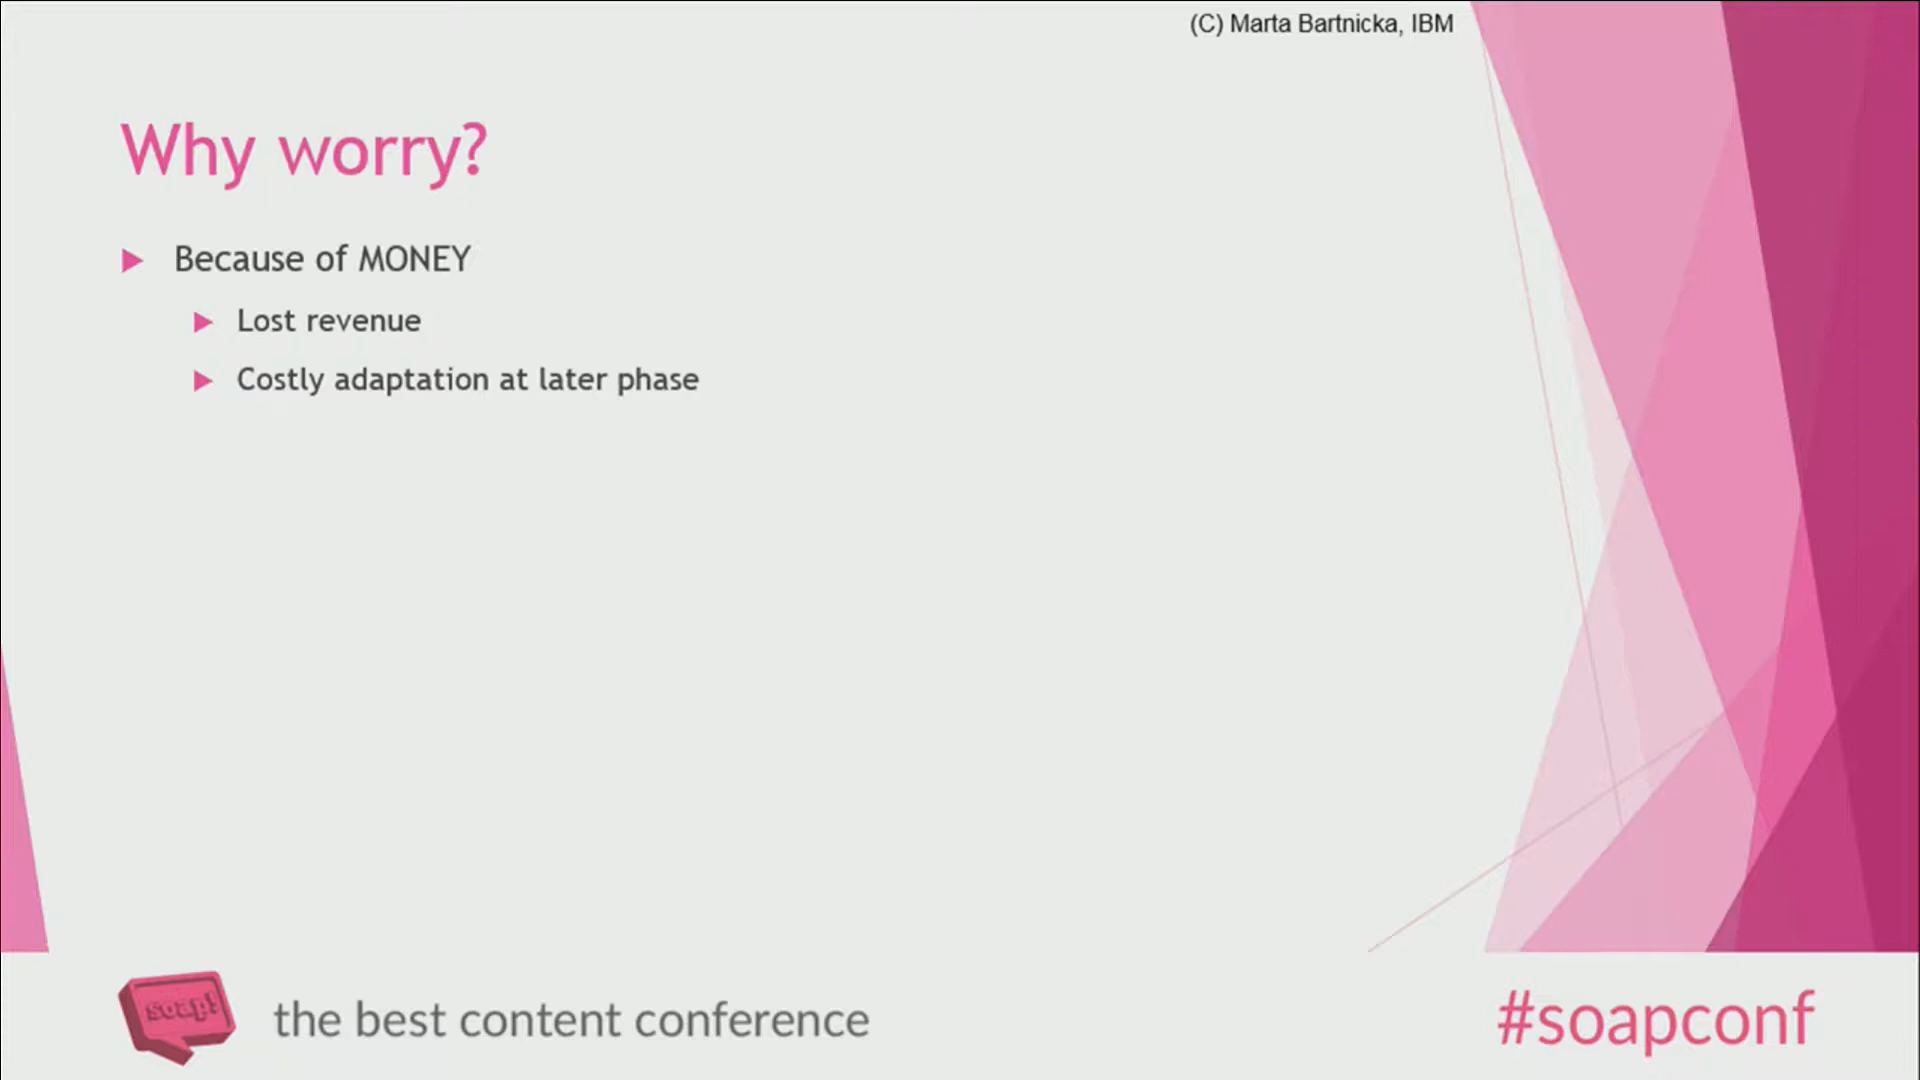 (C) Marta Bartnicka, IBM
Why worry?
Because of MONEY
Lost revenue
Costly adaptation at later phase
soap!
the best content conference
#soapconf